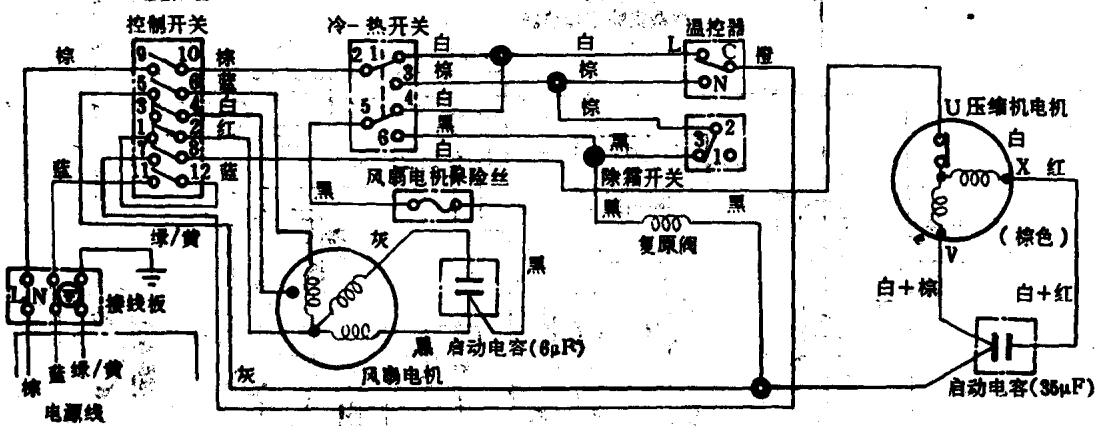 控制开关
冷-热开关
温控器
9 10
棕 棕
5 6
蓝
3 4
白
1 2
红
7 8
11 12
蓝 蓝
2 1
3
5 4
6
白 白
棕 棕
白 棕
黑 黑
白
L C 橙
N
2
3 1
除霜开关
U 压缩机电机
白
X 红
(棕色)
V
风扇电机保险丝
黑
黑 黑
复原阀
绿/黄
灰
黑
白+棕 白+红
L N
接线板
黑 启动电容(6μF)
风扇电机
灰
棕 蓝 绿/黄
电源线
启动电容(35μF)